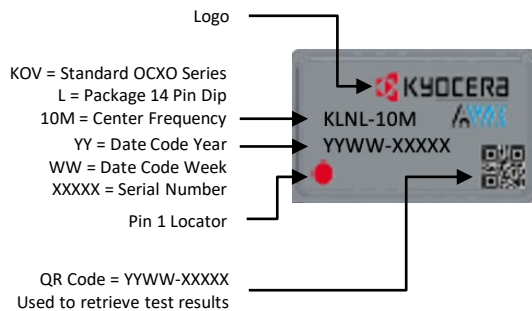 Logo
KOV = Standard OCXO Series
L = Package 14 Pin Dip
10M = Center Frequency
YY = Date Code Year
WW = Date Code Week
XXXXX = Serial Number
Pin 1 Locator
QR Code = YYWW-XXXXX
Used to retrieve test results
KYOCERA
AVX
KLNL-10M
YYWW-XXXXX